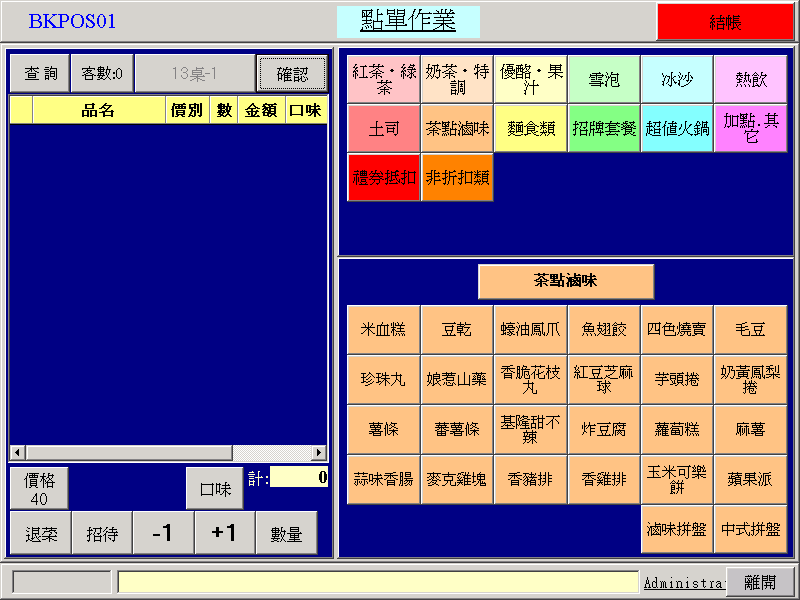 BKPOS01
點單作業
結帳
查 詢
客數:0
13桌-1
確認
品名 價別 數 金額 口味
價格
40
口味
計:
0
退菜
招待
-1
+1
數量
紅茶‧綠
茶
奶茶‧特
調
優酪‧果
汁
雪泡
冰沙
熱飲
土司
茶點滷味
麵食類
招牌套餐
超值火鍋
加點.其
它
禮券抵扣
非折扣類
茶點滷味
米血糕
豆乾
蠔油鳳爪
魚翅餃
四色燒賣
毛豆
珍珠丸
娘惹山藥
香脆花枝
丸
紅豆芝麻
球
芋頭捲
奶黃鳳梨
捲
薯條
蕃薯條
基隆甜不
辣
炸豆腐
蘿蔔糕
麻薯
蒜味香腸
麥克雞塊
香豬排
香雞排
玉米可樂
餅
蘋果派
滷味拼盤
中式拼盤
Administra
離開